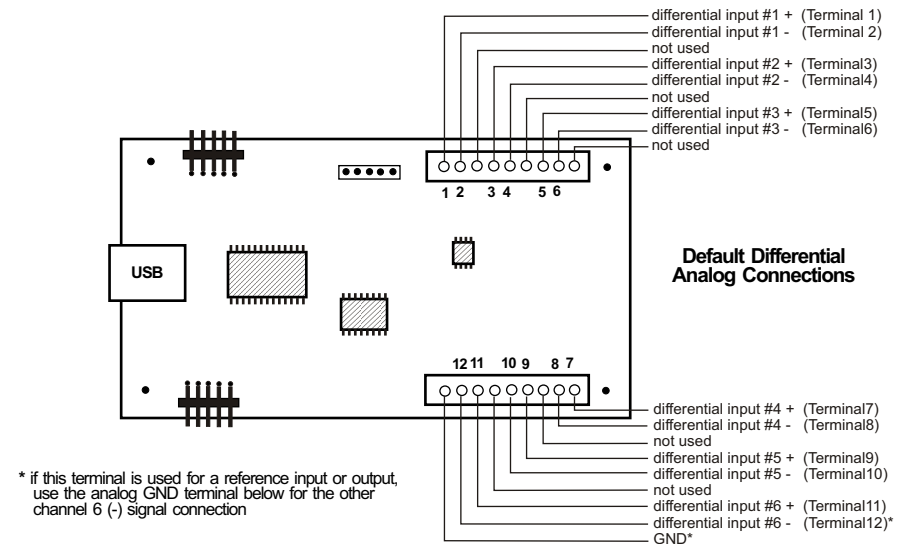 differential input #1 + (Terminal 1)
differential input #1 - (Terminal 2)
not used
differential input #2 + (Terminal3)
differential input #2 - (Terminal4)
not used
differential input #3 + (Terminal5)
differential input #3 - (Terminal6)
not used
1 2 3 4 5 6
USB
Default Differential
Analog Connections
12 11 10 9 8 7
differential input #4 + (Terminal7)
differential input #4 - (Terminal8)
not used
differential input #5 + (Terminal9)
differential input #5 - (Terminal10)
not used
differential input #6 + (Terminal11)
differential input #6 - (Terminal12)*
GND*
* if this terminal is used for a reference input or output,
use the analog GND terminal below for the other
channel 6 (-) signal connection